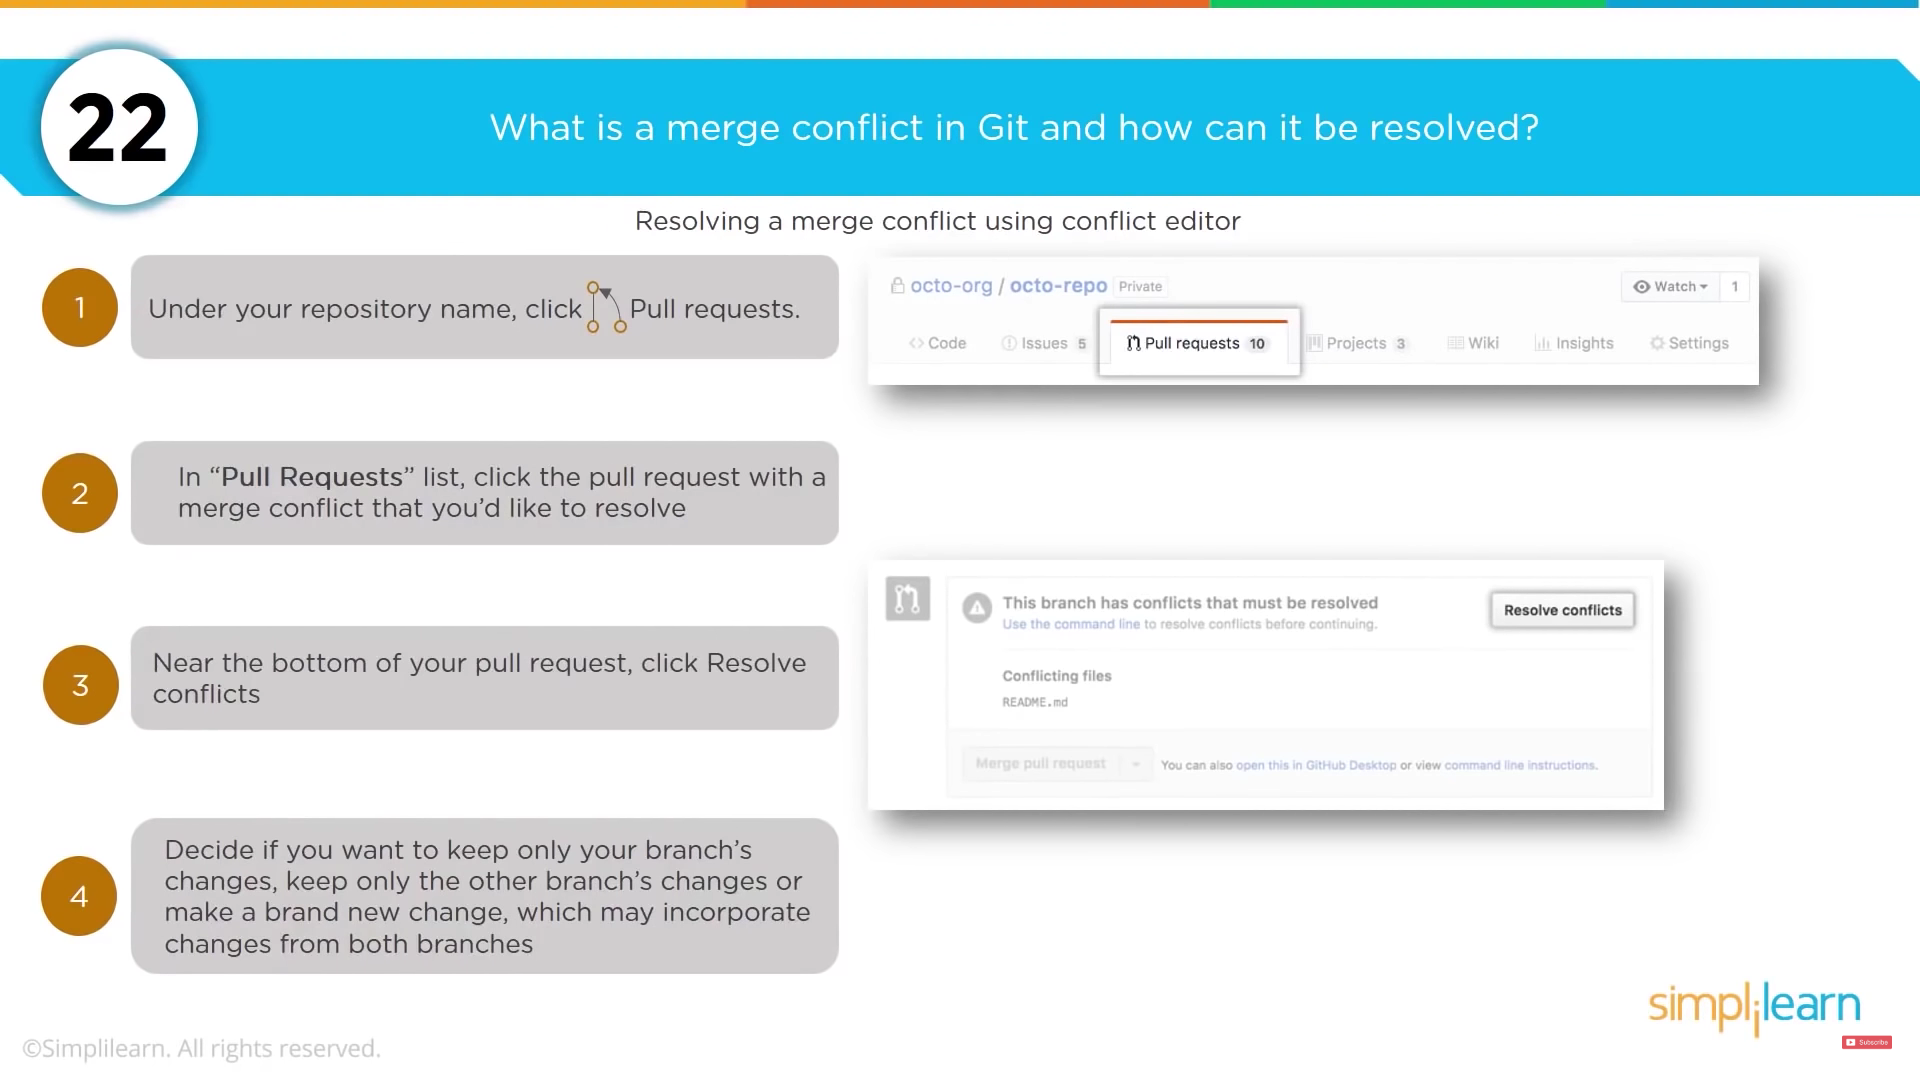 22
What is a merge conflict in Git and how can it be resolved?
Resolving a merge conflict using conflict editor
1
Under your repository name, click Pull requests.
octo-org / octo-repo Private
Watch 1
Code Issues 5 Pull requests 10 Projects 3 Wiki Insights Settings
2
In “Pull Requests” list, click the pull request with a
merge conflict that you’d like to resolve
3
Near the bottom of your pull request, click Resolve
conflicts
This branch has conflicts that must be resolved
Use the command line to resolve conflicts before continuing.
Resolve conflicts
Conflicting files
README.md
Merge pull request
You can also open this in GitHub Desktop or view command line instructions.
4
Decide if you want to keep only your branch’s
changes, keep only the other branch’s changes or
make a brand new change, which may incorporate
changes from both branches
simplilearn
Subscribe
©Simplilearn. All rights reserved.